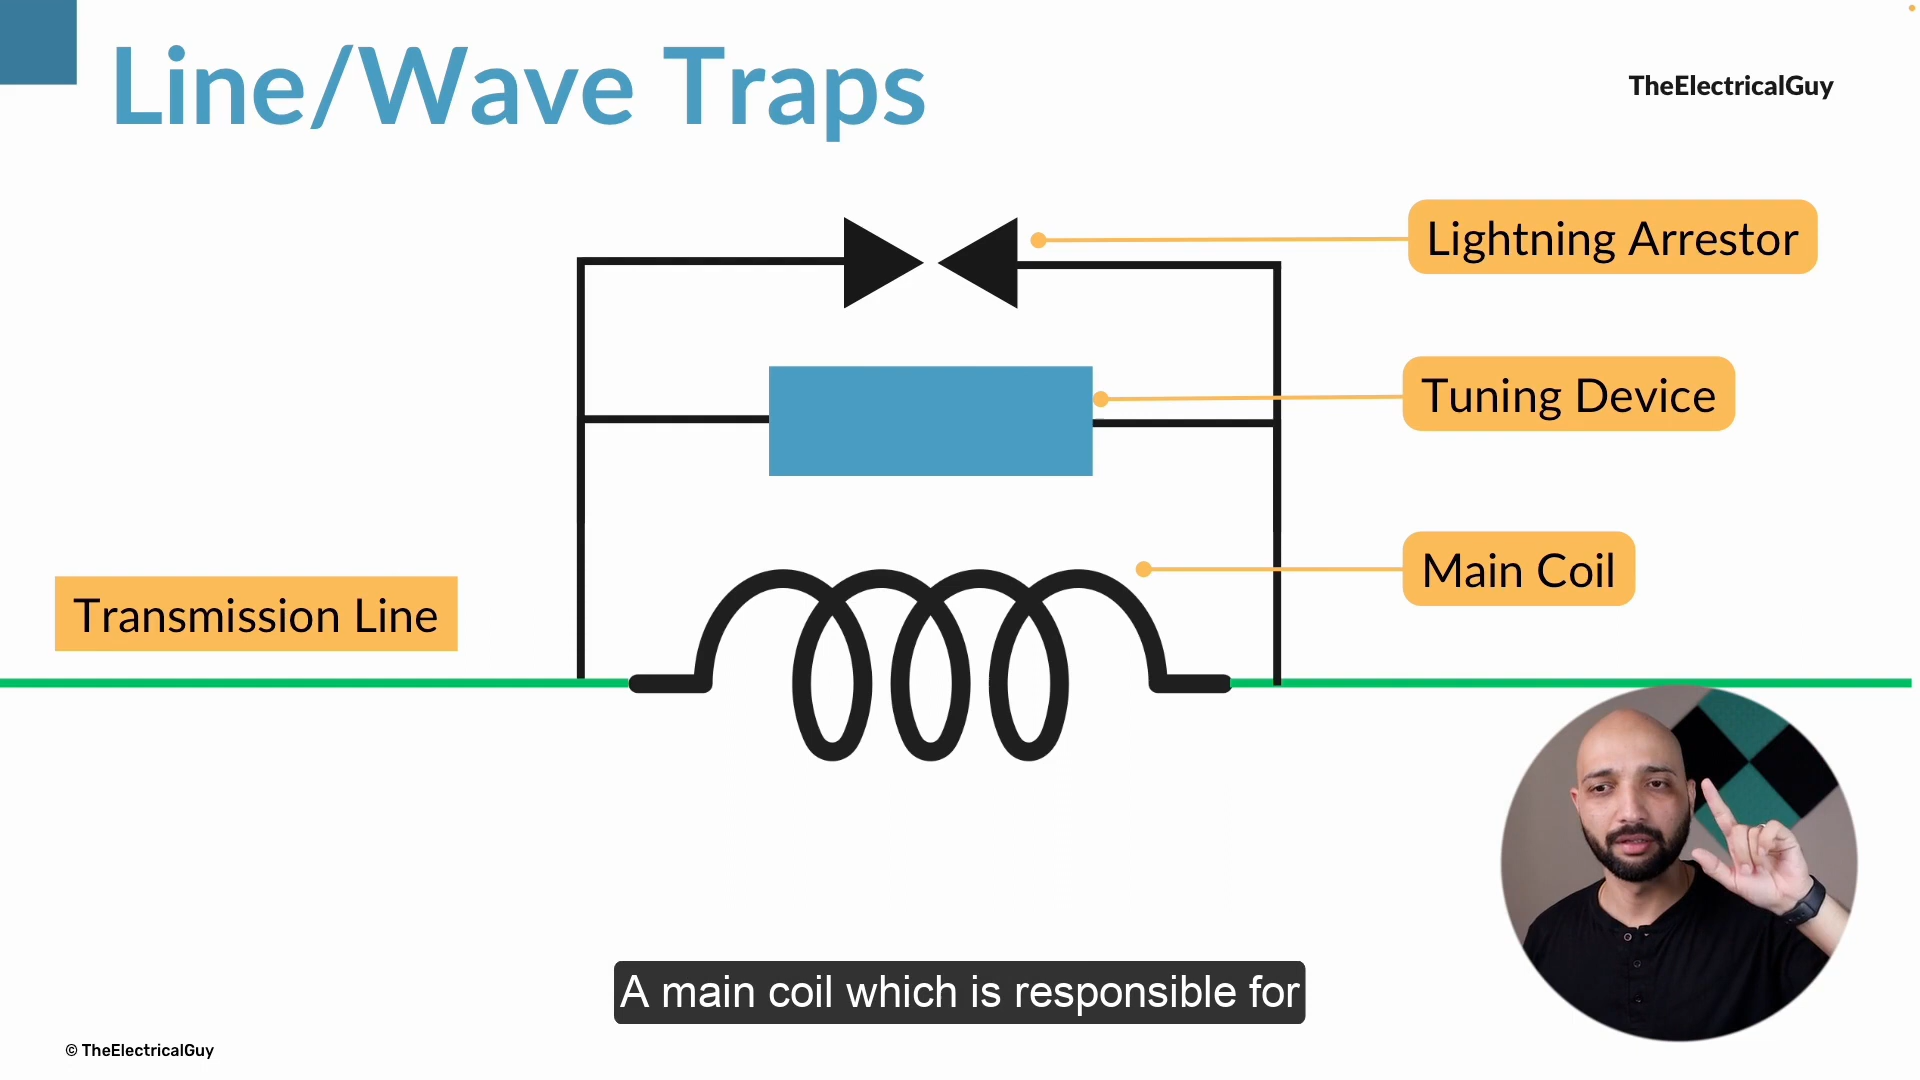 Line/Wave Traps
TheElectricalGuy
Lightning Arrestor
Tuning Device
Main Coil
Transmission Line
A main coil which is responsible for
© TheElectricalGuy